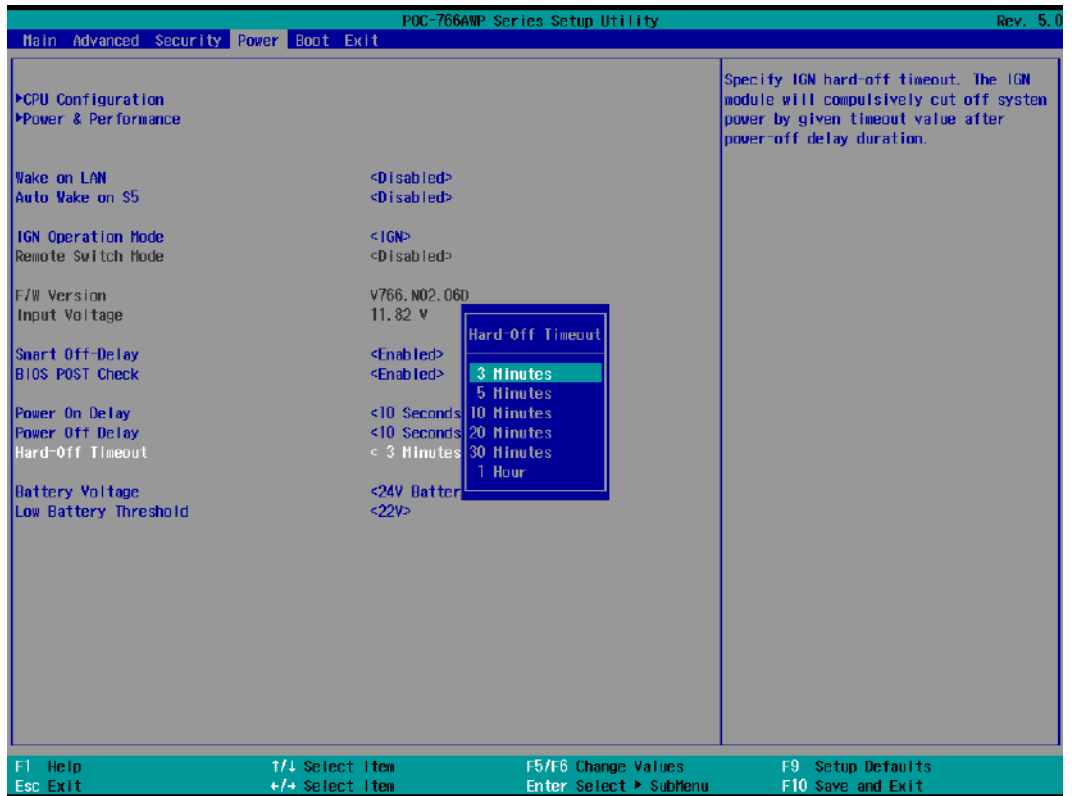 POC-766AWP Series Setup Utility Rev. 5.0
Main Advanced Security Power Boot Exit
►CPU Configuration
►Power & Performance
Wake on LAN <Disabled>
Auto Wake on S5 <Disabled>
IGN Operation Mode <IGN>
Remote Switch Mode <Disabled>
F/W Version V766.N02.06D
Input Voltage 11.82 V
Smart Off-Delay <Enabled>
BIOS POST Check <Enabled>
Power On Delay <10 Seconds
Power Off Delay <10 Seconds
Hard-Off Timeout < 3 Minutes
Battery Voltage <24V Batter
Low Battery Threshold <22V>
Hard-Off Timeout
3 Minutes
5 Minutes
10 Minutes
20 Minutes
30 Minutes
1 Hour
Specify IGN hard-off timeout. The IGN
module will compulsively cut off system
power by given timeout value after
power-off delay duration.
F1 Help ↑/↓ Select Item F5/F6 Change Values F9 Setup Defaults
Esc Exit ←/→ Select Item Enter Select ► SubMenu F10 Save and Exit